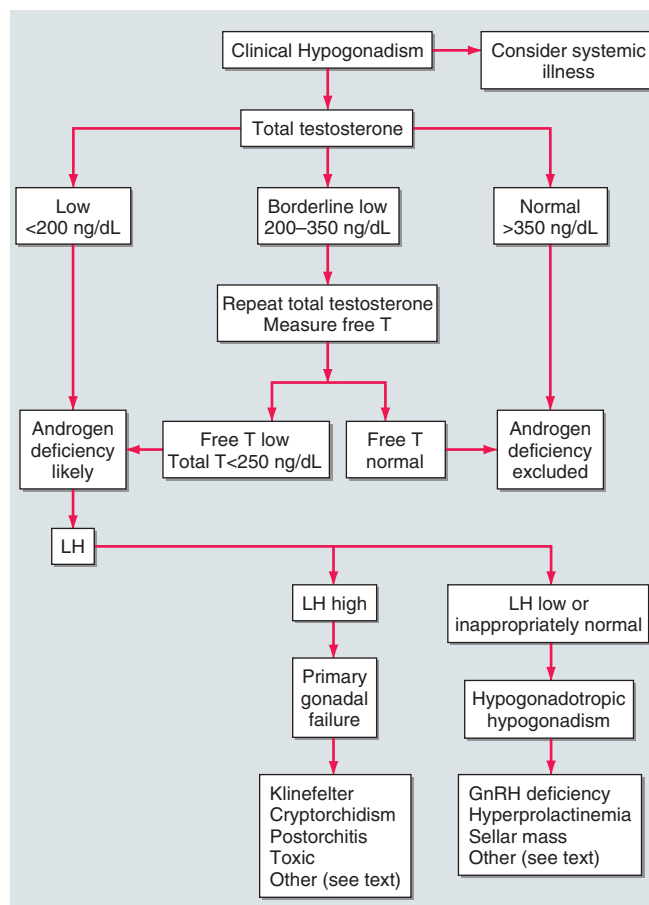 Clinical Hypogonadism
Consider systemic
illness
Total testosterone
Low
<200 ng/dL
Borderline low
200–350 ng/dL
Normal
>350 ng/dL
Repeat total testosterone
Measure free T
Androgen
deficiency
likely
Free T low
Total T<250 ng/dL
Free T
normal
Androgen
deficiency
excluded
LH
LH high
LH low or
inappropriately normal
Primary
gonadal
failure
Hypogonadotropic
hypogonadism
Klinefelter
Cryptorchidism
Postorchitis
Toxic
Other (see text)
GnRH deficiency
Hyperprolactinemia
Sellar mass
Other (see text)